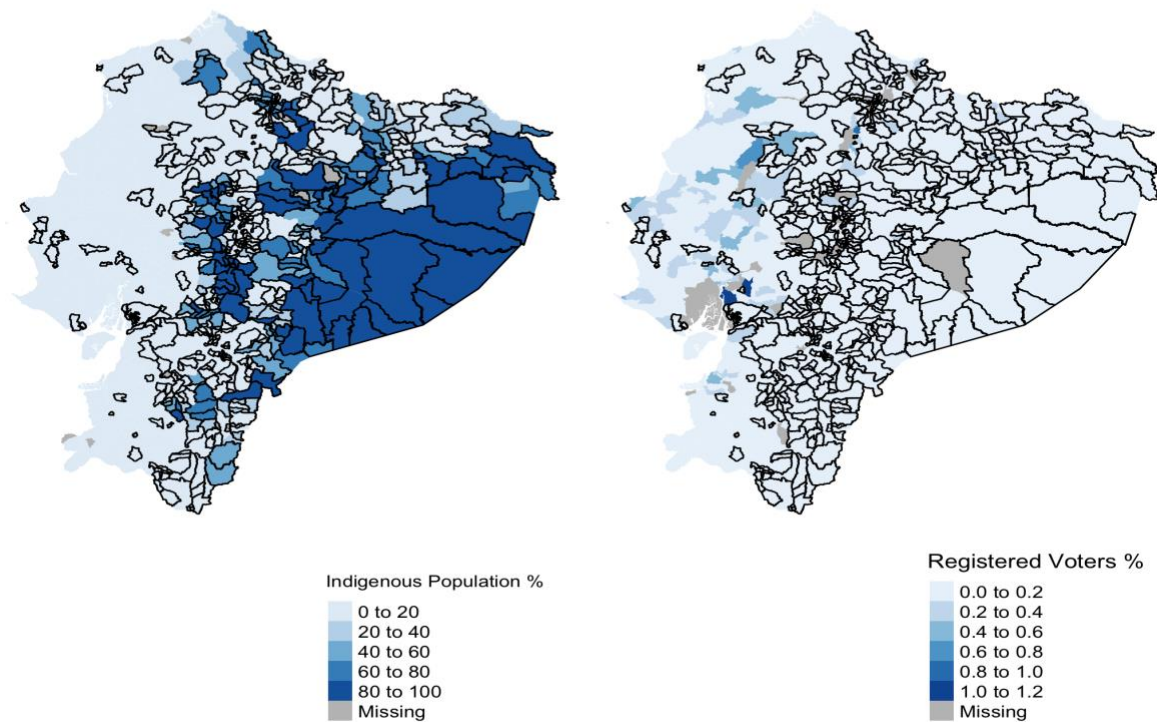 Indigenous Population %
0 to 20
20 to 40
40 to 60
60 to 80
80 to 100
Missing
Registered Voters %
0.0 to 0.2
0.2 to 0.4
0.4 to 0.6
0.6 to 0.8
0.8 to 1.0
1.0 to 1.2
Missing